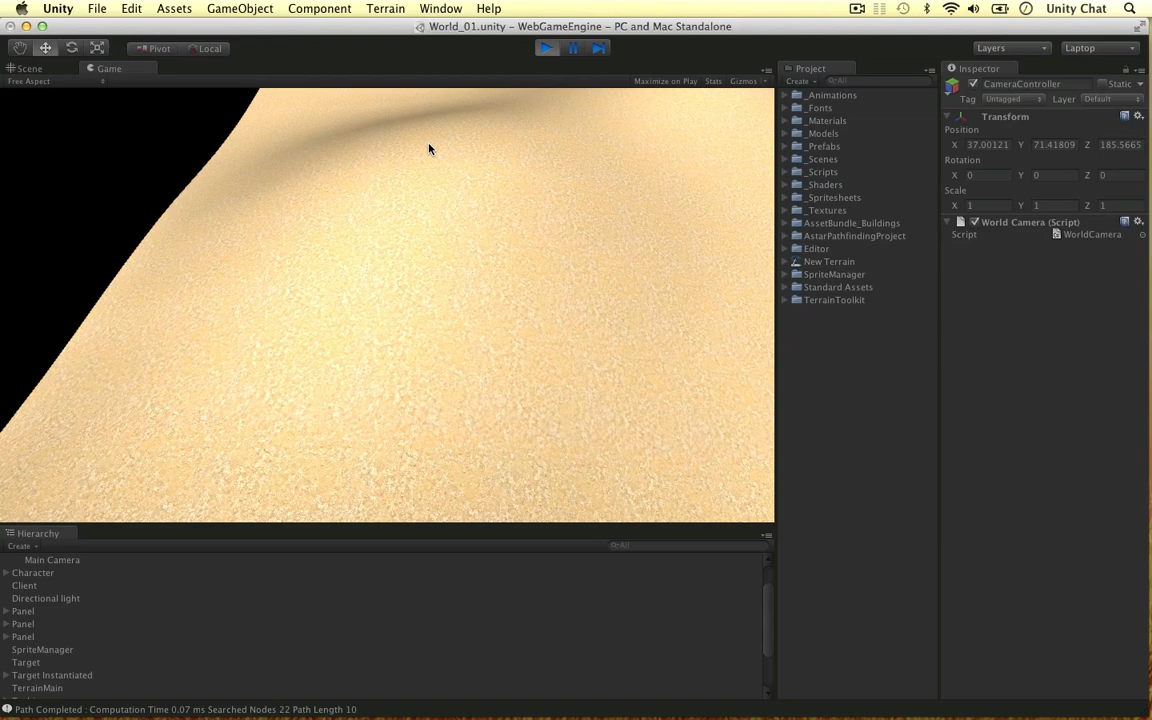 Unity File Edit Assets GameObject Component Terrain Window Help Unity Chat
World_01.unity – WebGameEngine – PC and Mac Standalone
Pivot Local Layers Laptop
Scene Game Project Inspector
Free Aspect Maximize on Play Stats Gizmos Create All CameraController Static
_Animations Tag Untagged Layer Default
_Fonts
_Materials Transform
_Models Position
_Prefabs X 37.00121 Y 71.41809 Z 185.5665
_Scenes Rotation
_Scripts X 0 Y 0 Z 0
_Shaders Scale
_Spritesheets
_Textures X 1 Y 1 Z 1
AssetBundle_Buildings World Camera (Script)
AstarPathfindingProject Script WorldCamera
Editor
New Terrain
SpriteManager
Standard Assets
TerrainToolkit
Hierarchy
Create All
Main Camera
Character
Client
Directional light
Panel
Panel
Panel
SpriteManager
Target
Target Instantiated
TerrainMain
Path Completed : Computation Time 0.07 ms Searched Nodes 22 Path Length 10